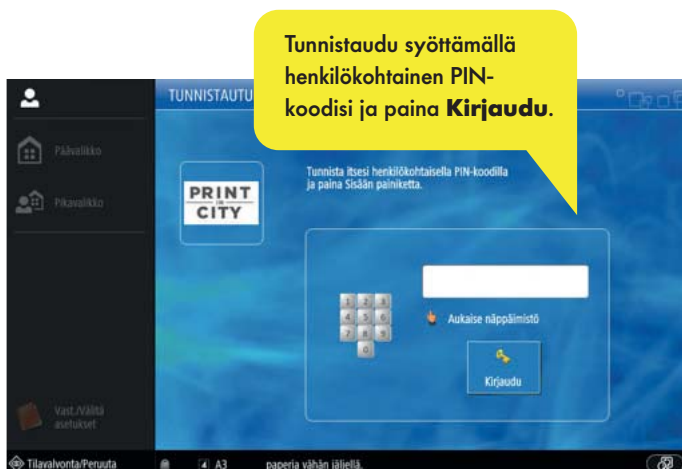 Tunnistaudu syöttämällä
henkilökohtainen PIN-
koodisi ja paina Kirjaudu.
TUNNISTAUTU
Päävalikko
Pikavalikko
PRINT
IN
CITY
Tunnista itsesi henkilökohtaisella PIN-koodilla
ja paina Sisään painiketta.
1 2 3
4 5 6
7 8 9
0
Aukaise näppäimistö
Kirjaudu
Vast./Välitä
asetukset
Tilavalvonta/Peruuta
4 A3 paperia vähän jäljellä.